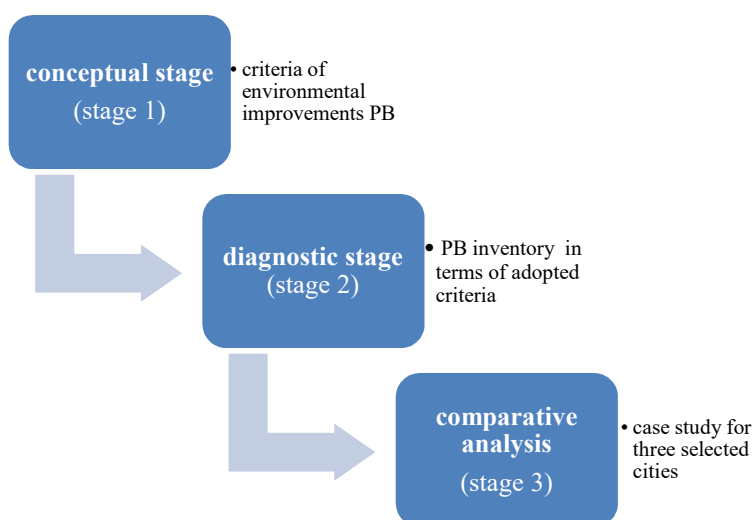 conceptual stage
(stage 1)
• criteria of
environmental
improvements PB
diagnostic stage
(stage 2)
• PB inventory in
terms of adopted
criteria
comparative
analysis
(stage 3)
• case study for
three selected
cities